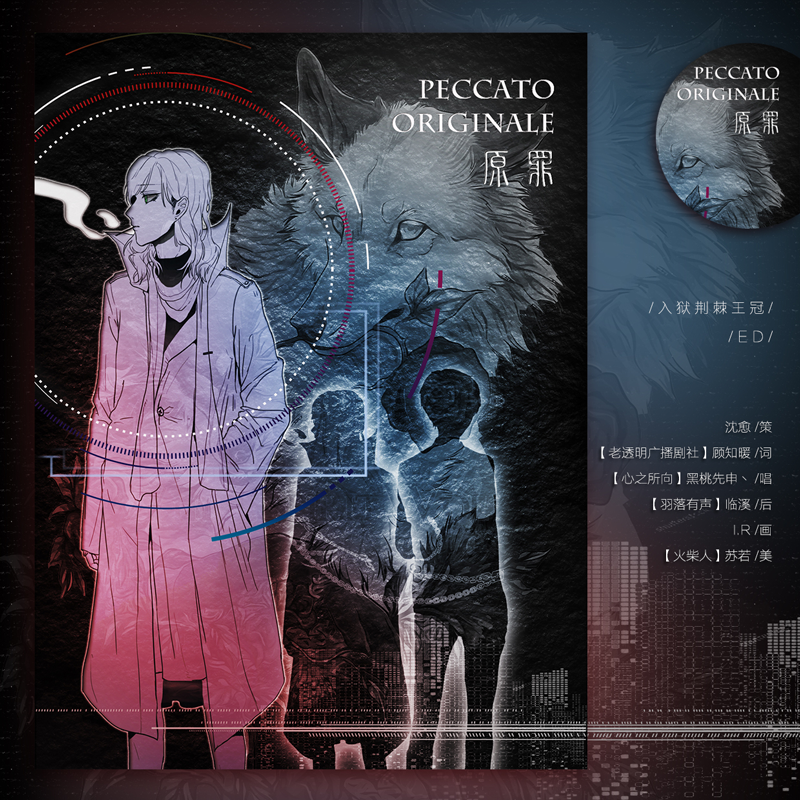 PECCATO
ORIGINALE
原罪
PECCATO
ORIGINALE
原罪
/入狱荆棘王冠/
/ED/
沈愈/策
【老透明广播剧社】顾知暖/词
【心之所向】黑桃先申丶/唱
【羽落有声】临溪/后
I.R/画
【火柴人】苏若/美